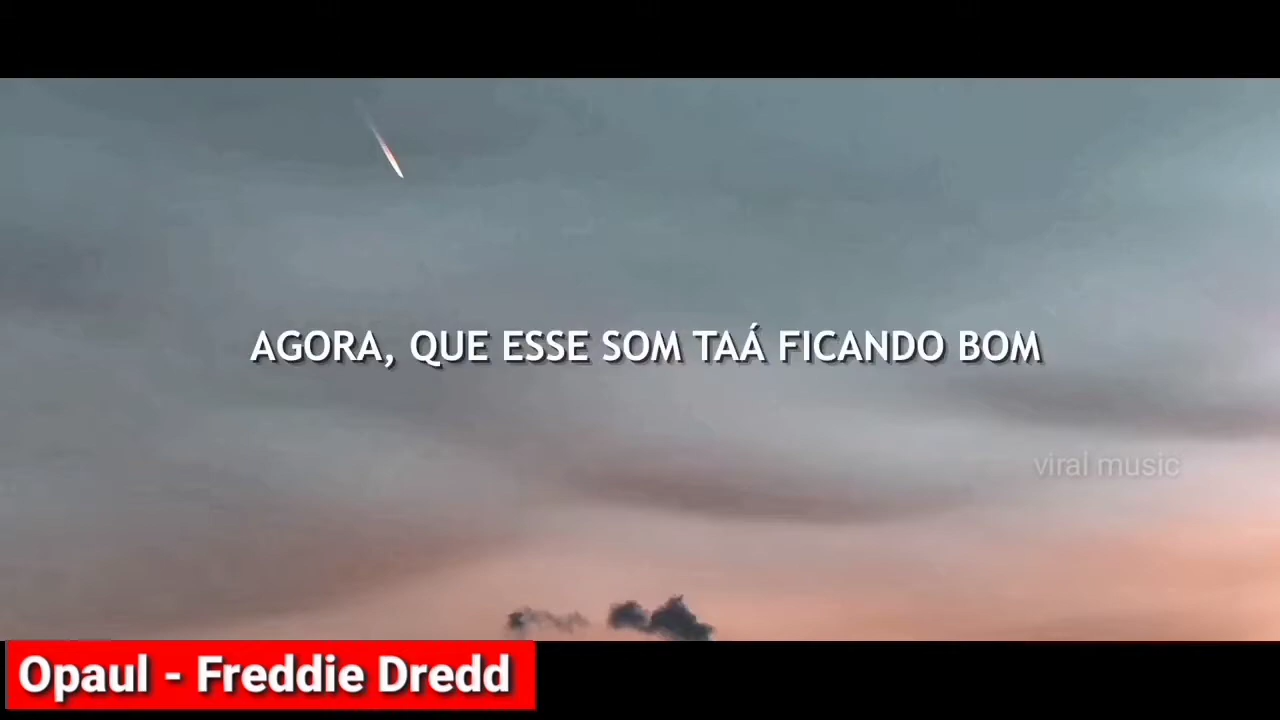 AGORA, QUE ESSE SOM TAÁ FICANDO BOM
viral music
Opaul - Freddie Dredd